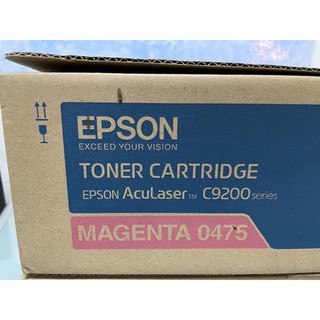 EPSON
EXCEED YOUR VISION
TONER CARTRIDGE
EPSON AcuLaser™ C9200 series
MAGENTA 0475